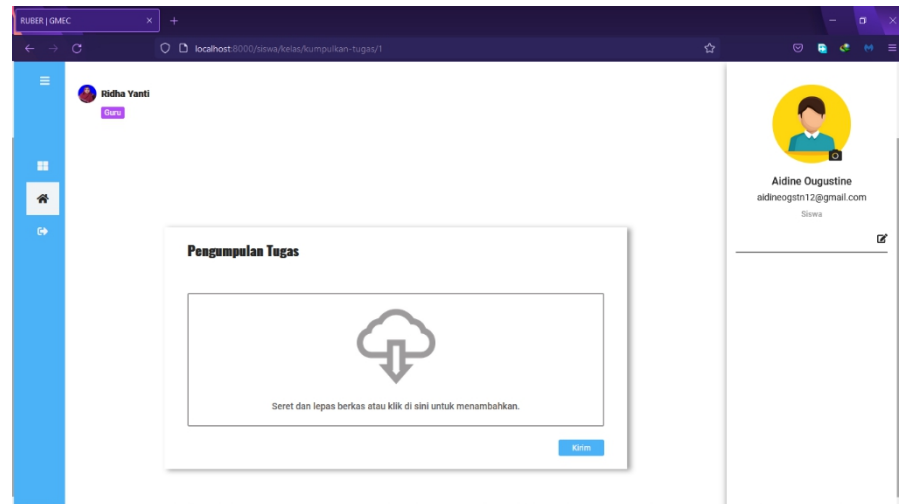 RUBER | GMEC
localhost:8000/siswa/kelas/kumpulkan-tugas/1
Ridha Yanti
Guru
Aidine Ougustine
aidineogstn12@gmail.com
Siswa
Pengumpulan Tugas
Seret dan lepas berkas atau klik di sini untuk menambahkan.
Kirim